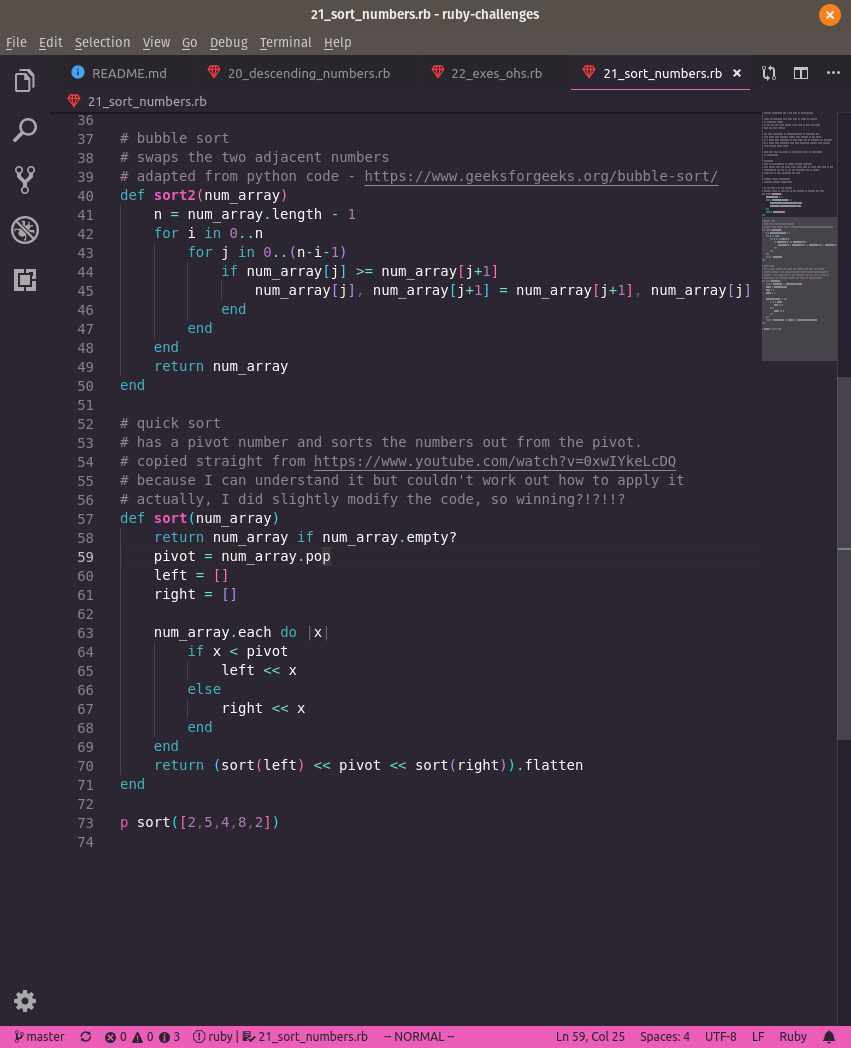 21_sort_numbers.rb - ruby-challenges
File Edit Selection View Go Debug Terminal Help
README.md 20_descending_numbers.rb 22_exes_ohs.rb 21_sort_numbers.rb
21_sort_numbers.rb
36
37 # bubble sort
38 # swaps the two adjacent numbers
39 # adapted from python code - https://www.geeksforgeeks.org/bubble-sort/
40 def sort2(num_array)
41     n = num_array.length - 1
42     for i in 0..n
43         for j in 0..(n-i-1)
44             if num_array[j] >= num_array[j+1]
45                 num_array[j], num_array[j+1] = num_array[j+1], num_array[j]
46             end
47         end
48     end
49     return num_array
50 end
51
52 # quick sort
53 # has a pivot number and sorts the numbers out from the pivot.
54 # copied straight from https://www.youtube.com/watch?v=0xwIYkeLcDQ
55 # because I can understand it but couldn't work out how to apply it
56 # actually, I did slightly modify the code, so winning?!?!!?
57 def sort(num_array)
58     return num_array if num_array.empty?
59     pivot = num_array.pop
60     left = []
61     right = []
62
63     num_array.each do |x|
64         if x < pivot
65             left << x
66         else
67             right << x
68         end
69     end
70     return (sort(left) << pivot << sort(right)).flatten
71 end
72
73 p sort([2,5,4,8,2])
74
master 0 0 3 ruby | 21_sort_numbers.rb -- NORMAL -- Ln 59, Col 25 Spaces: 4 UTF-8 LF Ruby